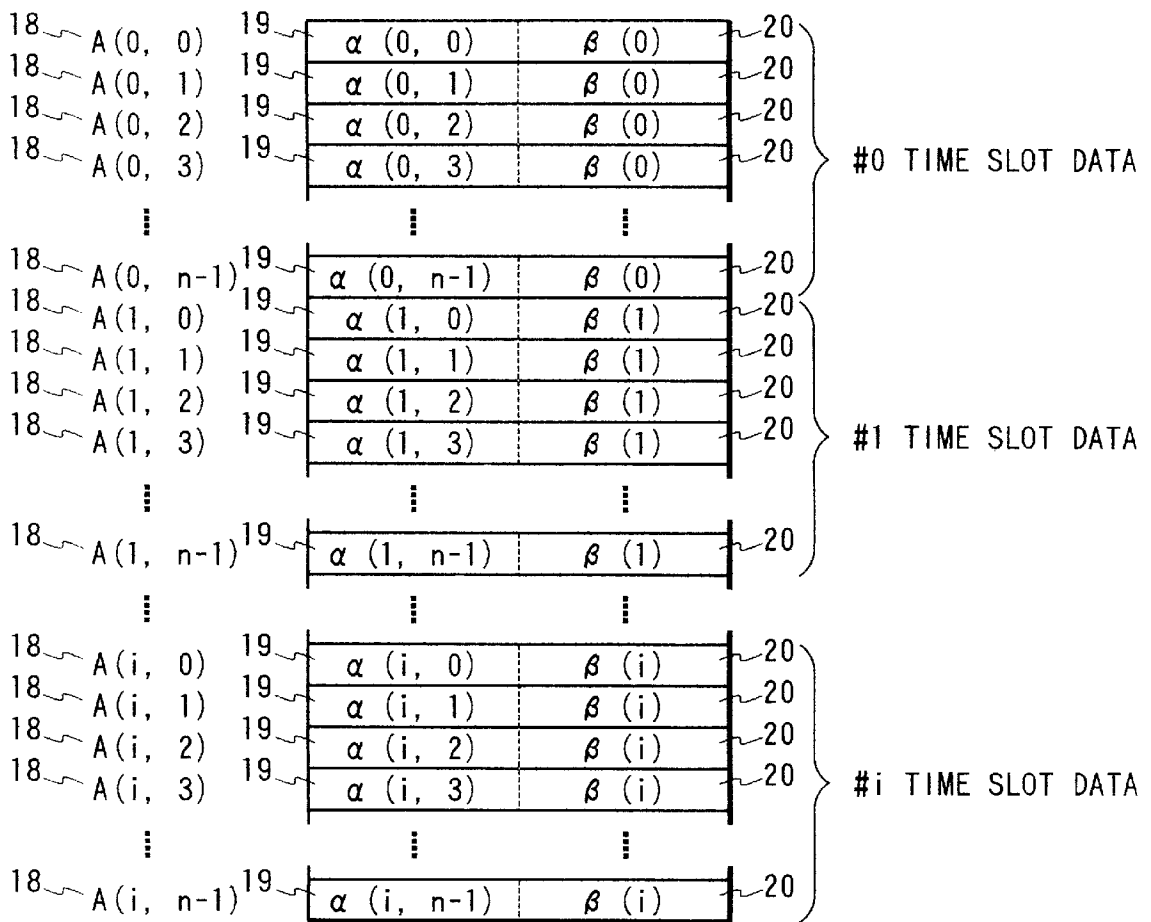 18 A(0, 0) 19 α (0, 0) β (0) 20
18 A(0, 1) 19 α (0, 1) β (0) 20
18 A(0, 2) 19 α (0, 2) β (0) 20
18 A(0, 3) 19 α (0, 3) β (0) 20
#0 TIME SLOT DATA
18 A(0, n-1) 19 α (0, n-1) β (0) 20
18 A(1, 0) 19 α (1, 0) β (1) 20
18 A(1, 1) 19 α (1, 1) β (1) 20
18 A(1, 2) 19 α (1, 2) β (1) 20
18 A(1, 3) 19 α (1, 3) β (1) 20
#1 TIME SLOT DATA
18 A(1, n-1) 19 α (1, n-1) β (1) 20
18 A(i, 0) 19 α (i, 0) β (i) 20
18 A(i, 1) 19 α (i, 1) β (i) 20
18 A(i, 2) 19 α (i, 2) β (i) 20
18 A(i, 3) 19 α (i, 3) β (i) 20
#i TIME SLOT DATA
18 A(i, n-1) 19 α (i, n-1) β (i) 20